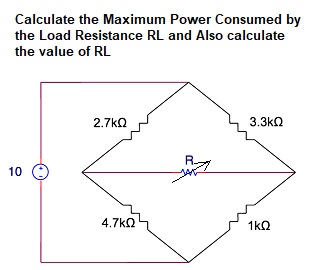 Calculate the Maximum Power Consumed by
the Load Resistance RL and Also calculate
the value of RL
2.7kΩ
3.3kΩ
R
10
4.7kΩ
1kΩ